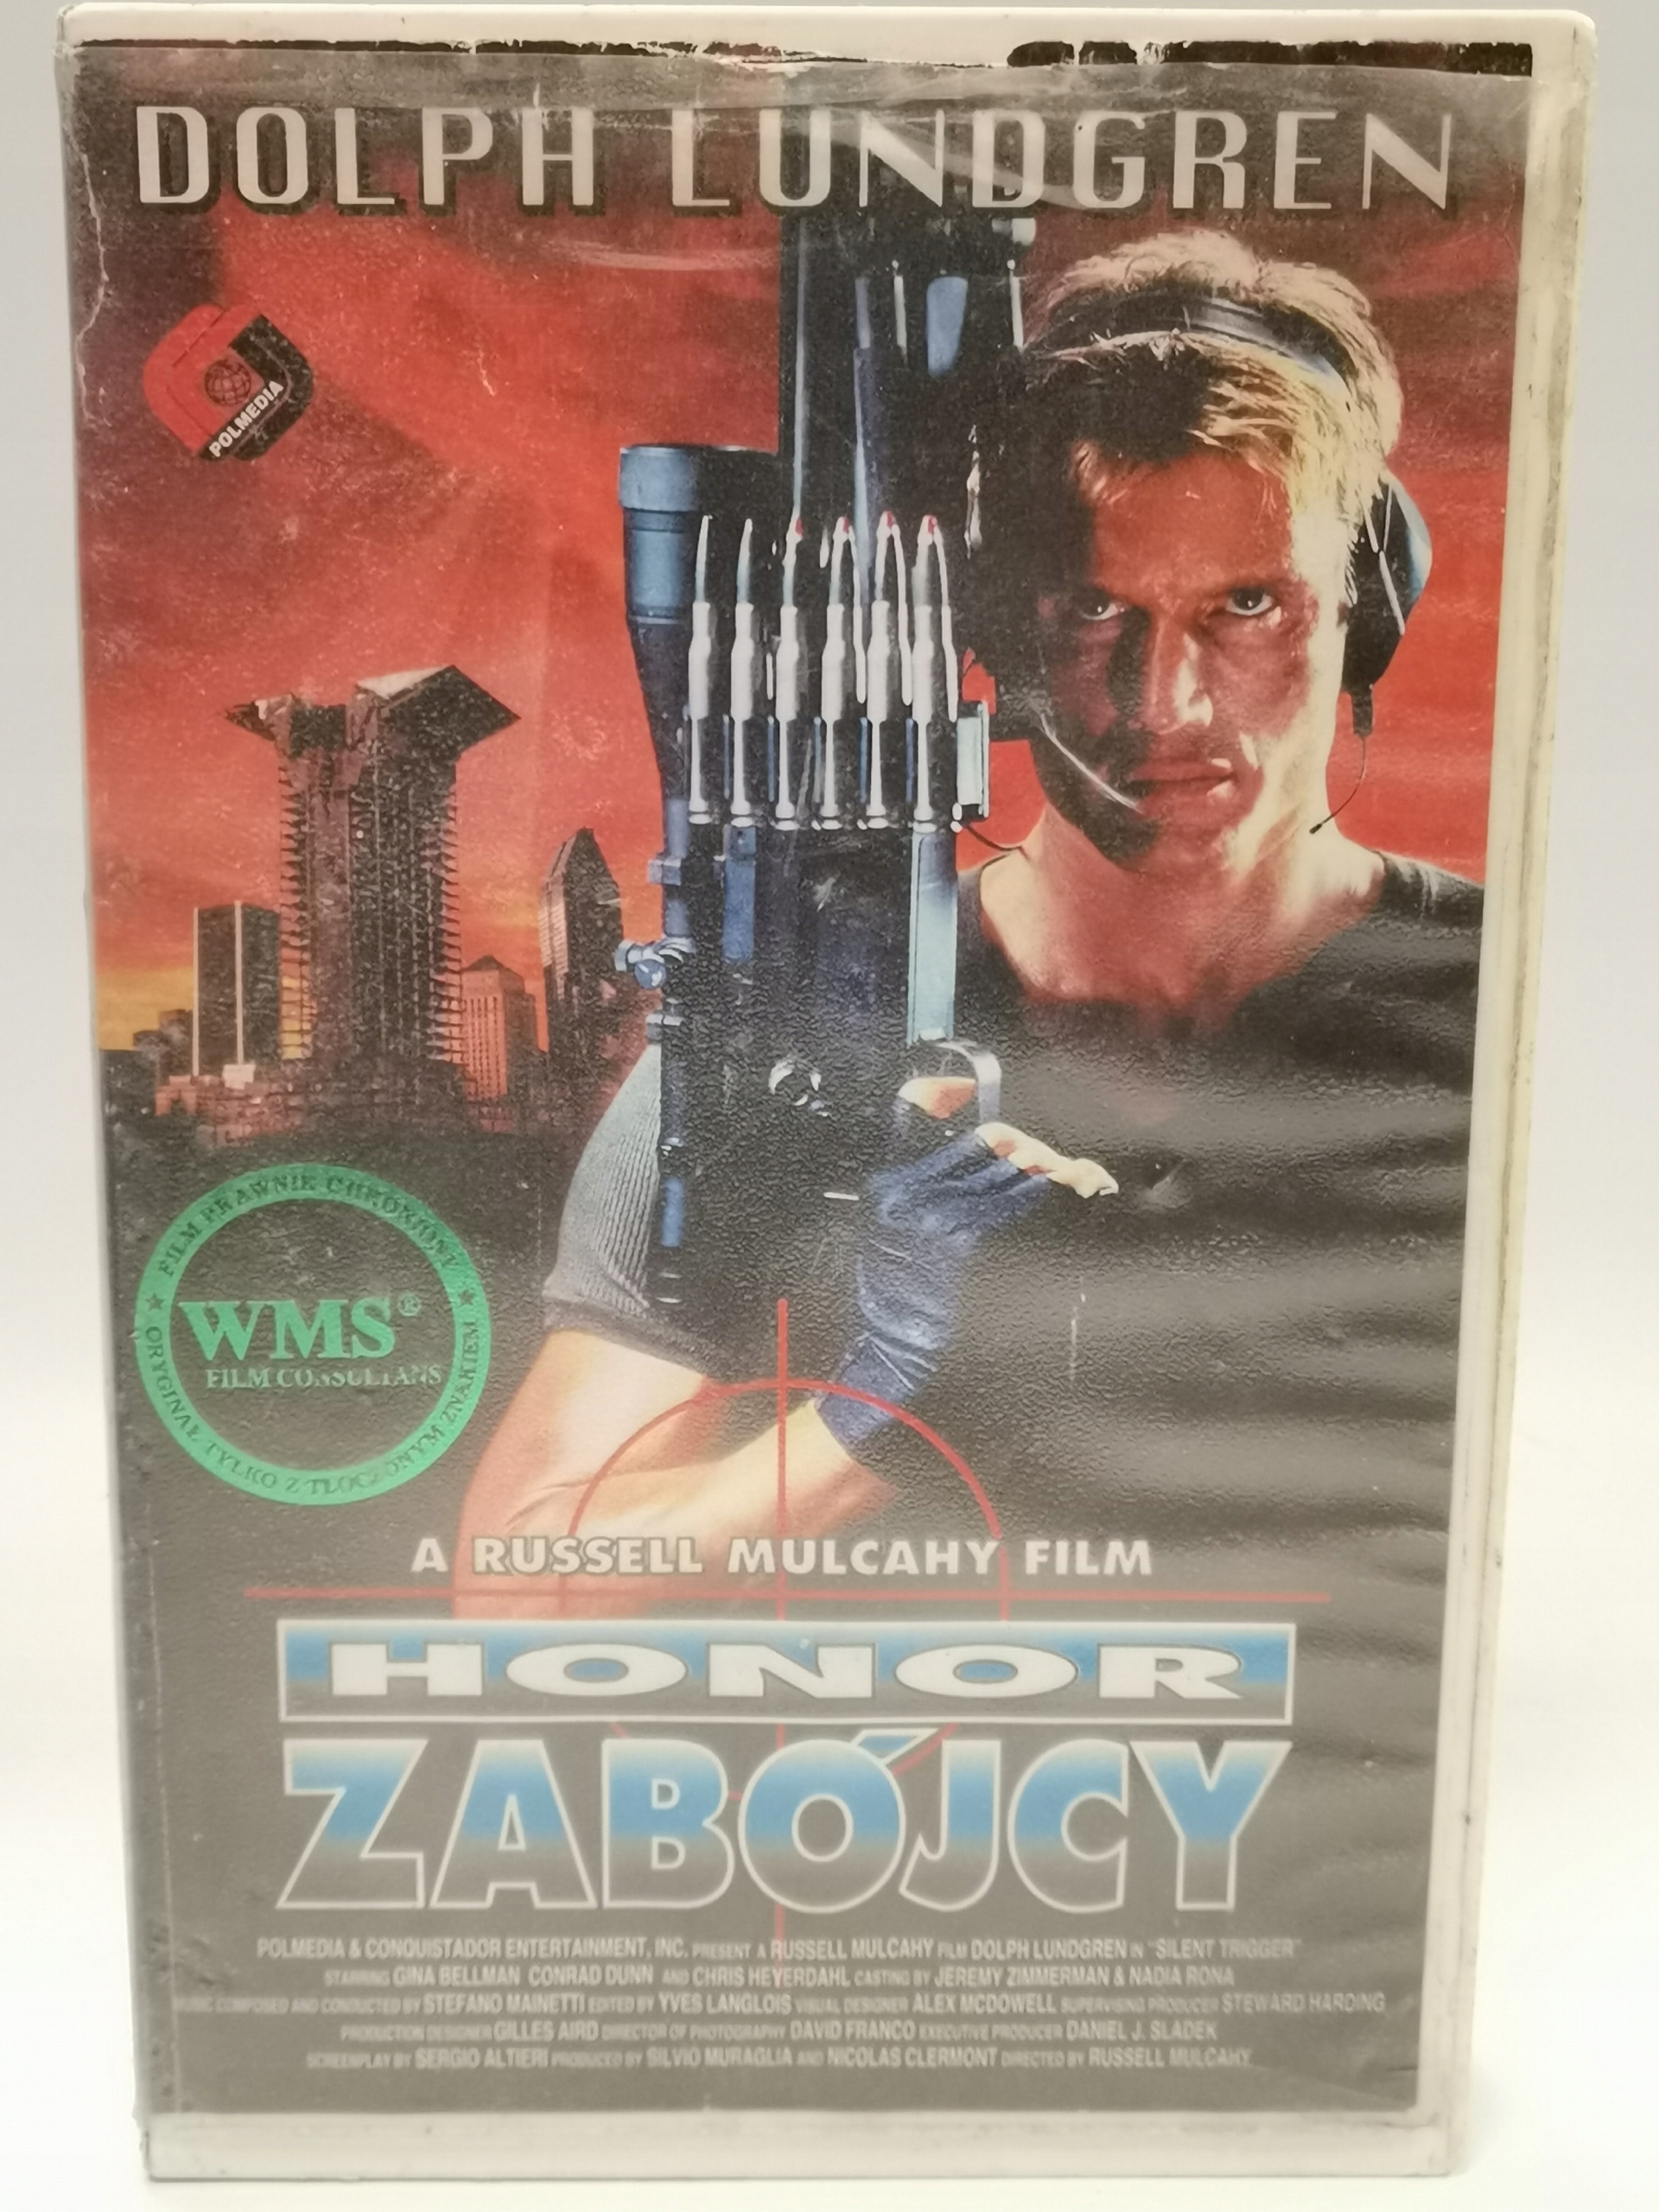 DOLPH LUNDGREN
POLMEDIA
★ FILM PRAWNIE CHRONIONY ★
WMS®
FILM CONSULTANS
ORYGINAŁ TYLKO Z TŁOCZONYM ZNAKIEM
A RUSSELL MULCAHY FILM
HONOR
ZABÓJCY
POLMEDIA & CONQUISTADOR ENTERTAINMENT, INC. PRESENT A RUSSELL MULCAHY FILM DOLPH LUNDGREN IN "SILENT TRIGGER"
STARRING GINA BELLMAN CONRAD DUNN AND CHRIS HEYERDAHL CASTING BY JEREMY ZIMMERMAN & NADIA RONA
MUSIC COMPOSED AND CONDUCTED BY STEFANO MAINETTI EDITED BY YVES LANGLOIS VISUAL DESIGNER ALEX MCDOWELL SUPERVISING PRODUCER STEWARD HARDING
PRODUCTION DESIGNER GILLES AIRD DIRECTOR OF PHOTOGRAPHY DAVID FRANCO EXECUTIVE PRODUCER DANIEL J. SLADEK
SCREENPLAY BY SERGIO ALTIERI PRODUCED BY SILVIO MURAGLIA AND NICOLAS CLERMONT DIRECTED BY RUSSELL MULCAHY